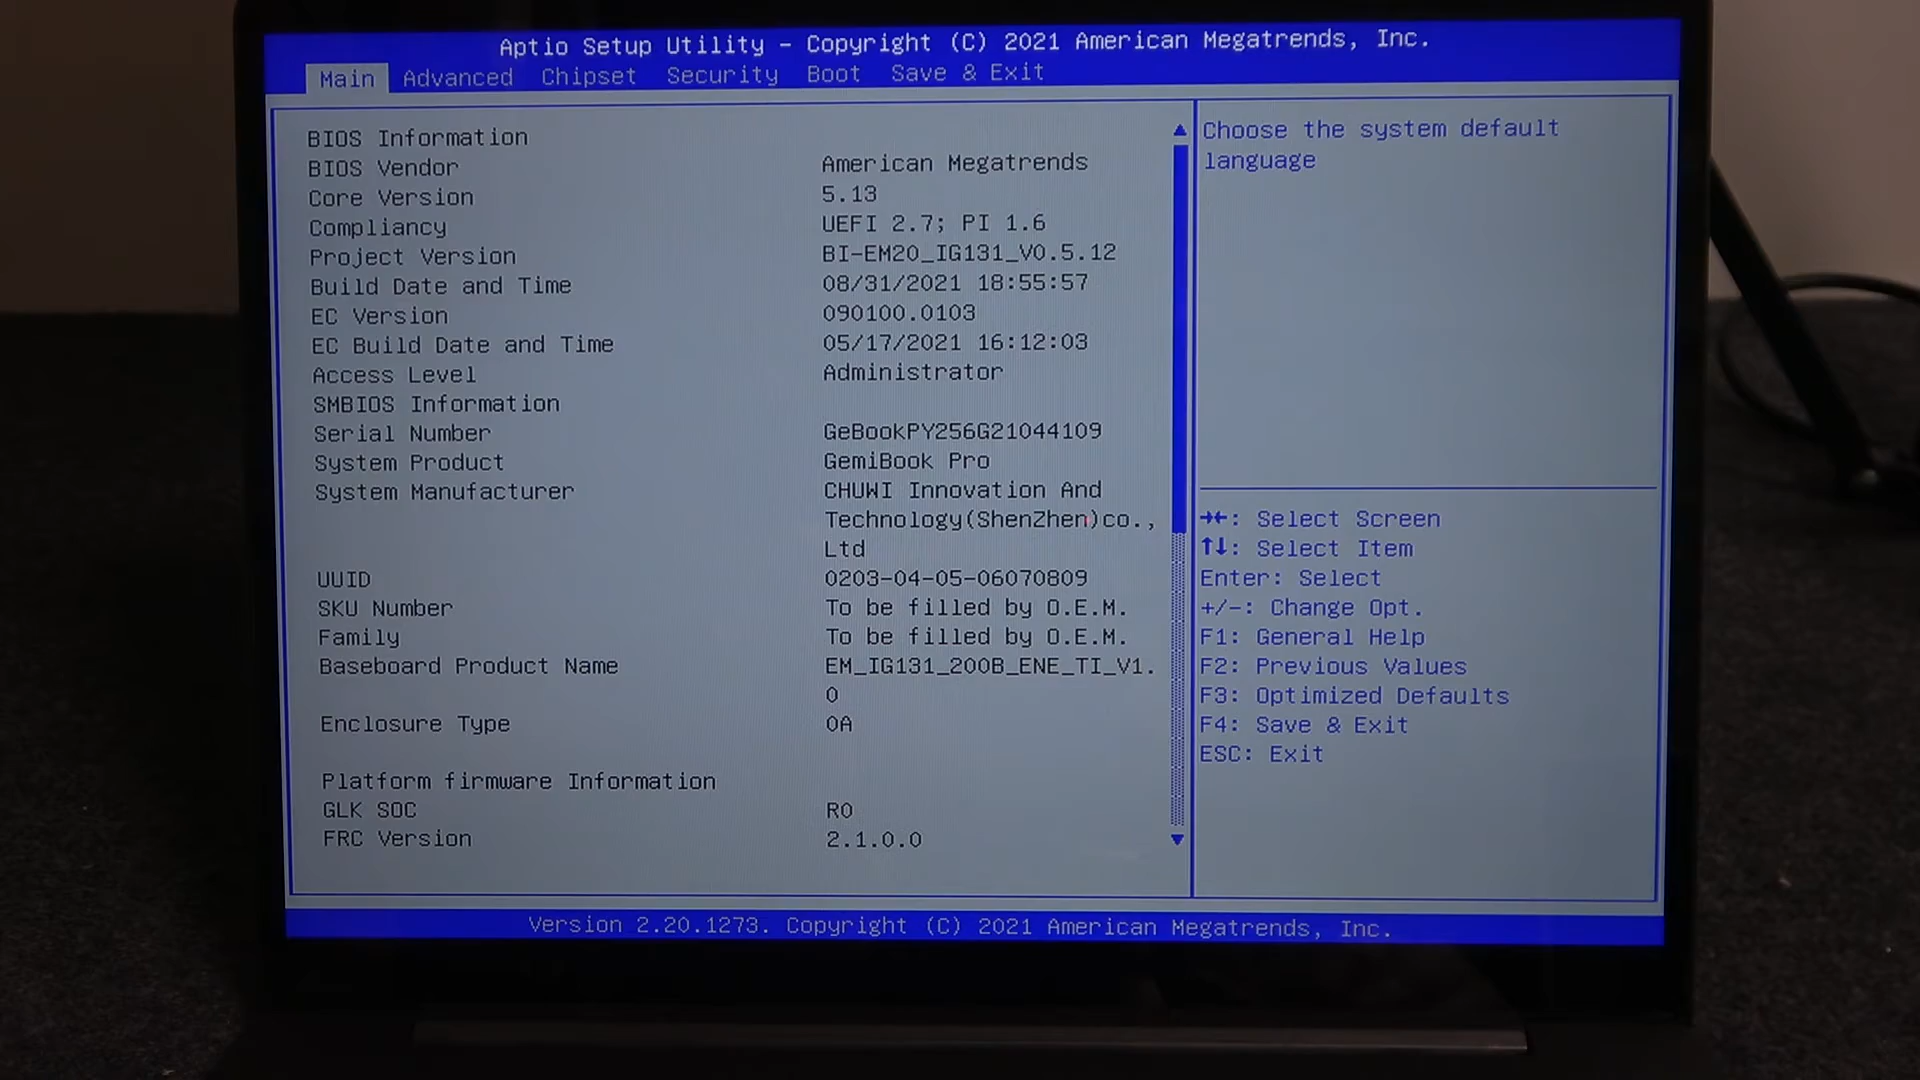 Aptio Setup Utility – Copyright (C) 2021 American Megatrends, Inc.
Main Advanced Chipset Security Boot Save & Exit
BIOS Information
BIOS Vendor American Megatrends
Core Version 5.13
Compliancy UEFI 2.7; PI 1.6
Project Version BI-EM20_IG131_V0.5.12
Build Date and Time 08/31/2021 18:55:57
EC Version 090100.0103
EC Build Date and Time 05/17/2021 16:12:03
Access Level Administrator
SMBIOS Information
Serial Number GeBookPY256G21044109
System Product GemiBook Pro
System Manufacturer CHUWI Innovation And
Technology(ShenZhen)co.,
Ltd
UUID 0203-04-05-06070809
SKU Number To be filled by O.E.M.
Family To be filled by O.E.M.
Baseboard Product Name EM_IG131_200B_ENE_TI_V1.
0
Enclosure Type 0A
Platform firmware Information
GLK SOC R0
FRC Version 2.1.0.0
Choose the system default
language
→←: Select Screen
↑↓: Select Item
Enter: Select
+/-: Change Opt.
F1: General Help
F2: Previous Values
F3: Optimized Defaults
F4: Save & Exit
ESC: Exit
Version 2.20.1273. Copyright (C) 2021 American Megatrends, Inc.